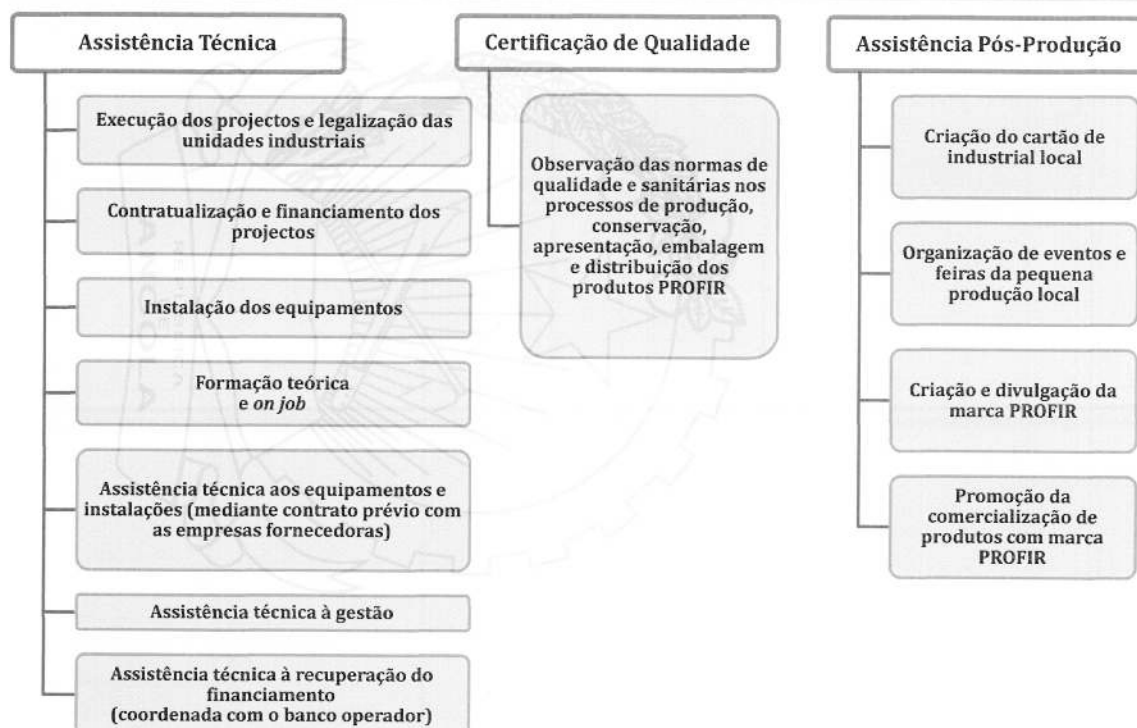 Assistência Técnica
Execução dos projectos e legalização das
unidades industriais
Contratualização e financiamento dos
projectos
Instalação dos equipamentos
Formação teórica
e on job
Assistência técnica aos equipamentos e
instalações (mediante contrato prévio com
as empresas fornecedoras)
Assistência técnica à gestão
Assistência técnica à recuperação do
financiamento
(coordenada com o banco operador)
Certificação de Qualidade
Observação das normas de
qualidade e sanitárias nos
processos de produção,
conservação,
apresentação, embalagem
e distribuição dos
produtos PROFIR
Assistência Pós-Produção
Criação do cartão de
industrial local
Organização de eventos e
feiras da pequena
produção local
Criação e divulgação da
marca PROFIR
Promoção da
comercialização de
produtos com marca
PROFIR
ANGOLA